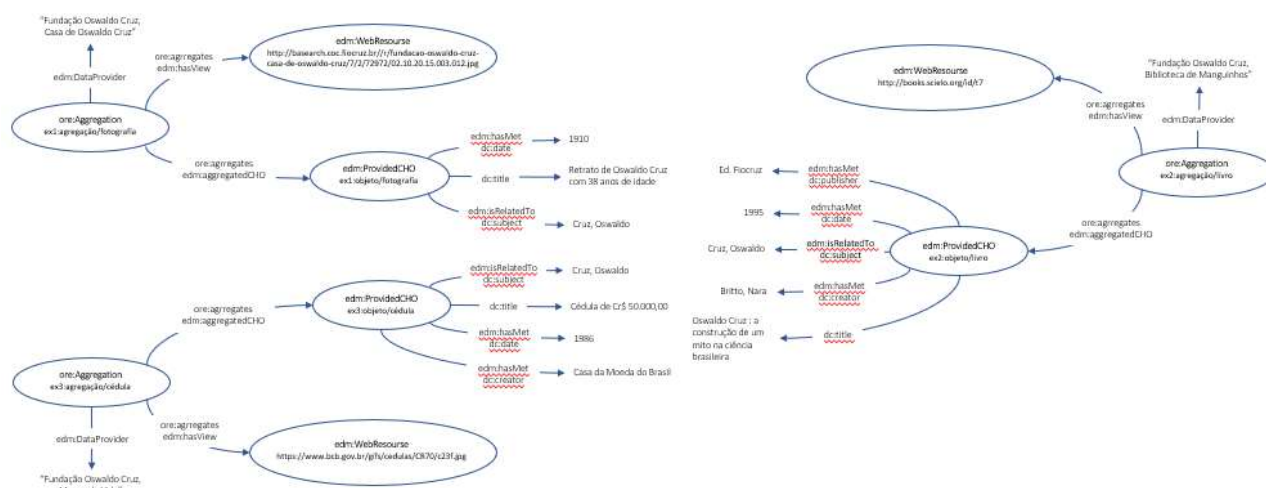 "Fundação Oswaldo Cruz,
Casa de Oswaldo Cruz"
edm:DataProvider
ore:Aggregation
ex1:agregação/fotografia
ore:agrregates
edm:hasView
edm:WebResourse
http://basearch.coc.fiocruz.br//r/fundacao-oswaldo-cruz-
casa-de-oswaldo-cruz/7/2/72972/02.10.20.15.003.012.jpg
ore:agrregates
edm:aggregatedCHO
edm:ProvidedCHO
ex1:objeto/fotografia
edm:hasMet
dc:date
1910
dc:title
Retrato de Oswaldo Cruz
com 38 anos de idade
edm:isRelatedTo
dc:subject
Cruz, Oswaldo
edm:WebResourse
http://books.scielo.org/id/t7
"Fundação Oswaldo Cruz,
Biblioteca de Manguinhos"
ore:agrregates
edm:hasView
edm:DataProvider
ore:Aggregation
ex2:agregação/livro
ore:agrregates
edm:aggregatedCHO
edm:ProvidedCHO
ex2:objeto/livro
Ed. Fiocruz
edm:hasMet
dc:publisher
1995
edm:hasMet
dc:date
Cruz, Oswaldo
edm:isRelatedTo
dc:subject
Britto, Nara
edm:hasMet
dc:creator
Oswaldo Cruz : a
construção de um
mito na ciência
brasileira
dc:title
ore:agrregates
edm:aggregatedCHO
edm:ProvidedCHO
ex3:objeto/cédula
edm:isRelatedTo
dc:subject
Cruz, Oswaldo
dc:title
Cédula de Cr$ 50.000,00
edm:hasMet
dc:date
1986
edm:hasMet
dc:creator
Casa da Moeda do Brasil
ore:Aggregation
ex3:agregação/cédula
edm:DataProvider
ore:agrregates
edm:hasView
edm:WebResourse
https://www.bcb.gov.br/gifs/cedulas/CR70/c23f.jpg
"Fundação Oswaldo Cruz,